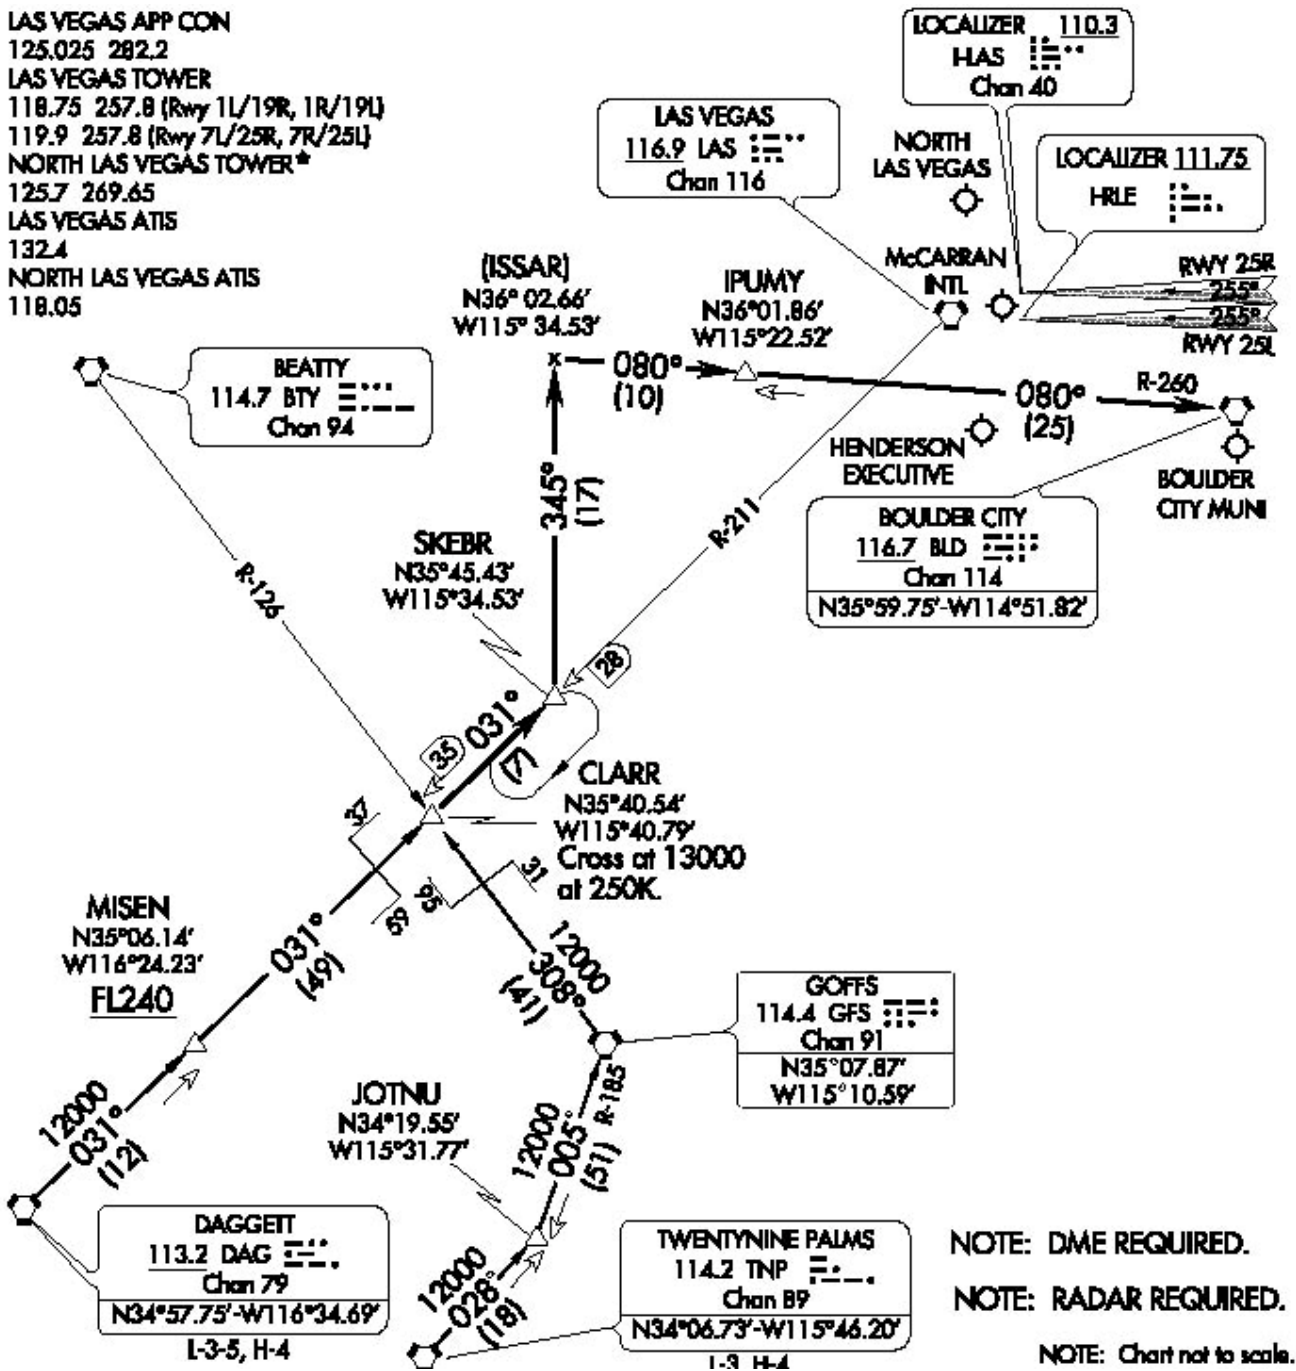 LAS VEGAS APP CON
125.025 282.2
LAS VEGAS TOWER
118.75 257.8 (Rwy 1L/19R, 1R/19L)
119.9 257.8 (Rwy 7L/25R, 7R/25L)
NORTH LAS VEGAS TOWER*
125.7 269.65
LAS VEGAS ATIS
132.4
NORTH LAS VEGAS ATIS
118.05
LOCALIZER 110.3
I-LAS
Chan 40
LAS VEGAS
116.9 LAS
Chan 116
NORTH
LAS VEGAS
LOCALIZER 111.75
I-RLE
McCARRAN
INTL
RWY 25R
255°
255°
RWY 25L
(ISSAR)
N36° 02.66'
W115° 34.53'
IPUMY
N36°01.86'
W115°22.52'
080°
(10)
080°
(25)
R-260
BEATTY
114.7 BTY
Chan 94
HENDERSON
EXECUTIVE
BOULDER
CITY MUNI
345°
(17)
R-211
BOULDER CITY
116.7 BLD
Chan 114
N35°59.75'-W114°51.82'
SKEBR
N35°45.43'
W115°34.53'
R-126
28
35
031°
(7)
CLARR
N35°40.54'
W115°40.79'
Cross at 13000
at 250K.
37
69
95
31
MISEN
N35°06.14'
W116°24.23'
FL240
031°
(49)
12000
308°
(41)
GOFFS
114.4 GFS
Chan 91
N35°07.87'
W115°10.59'
JOTNU
N34°19.55'
W115°31.77'
12000
005°
(51)
R-185
12000
031°
(12)
DAGGETT
113.2 DAG
Chan 79
N34°57.75'-W116°34.69'
L-3-5, H-4
12000
028°
(18)
TWENTYNINE PALMS
114.2 TNP
Chan 89
N34°06.73'-W115°46.20'
L-3, H-4
NOTE: DME REQUIRED.
NOTE: RADAR REQUIRED.
NOTE: Chart not to scale.